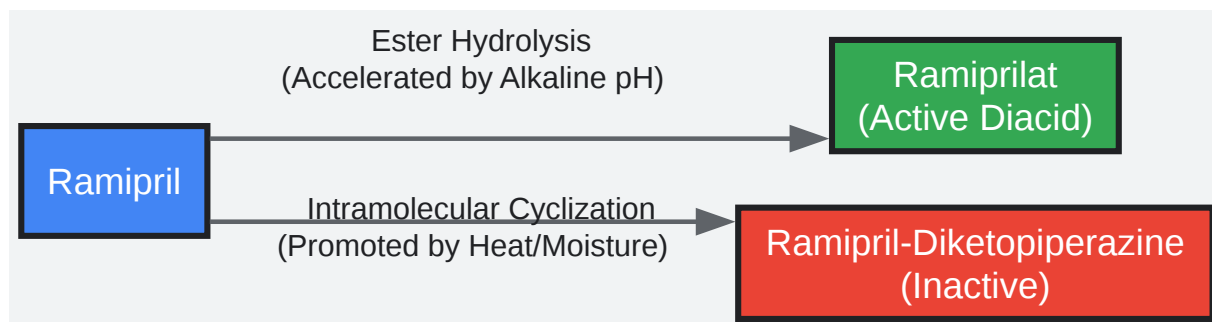 Ester Hydrolysis
(Accelerated by Alkaline pH)
Ramiprilat
(Active Diacid)
Ramipril
Intramolecular Cyclization
(Promoted by Heat/Moisture)
Ramipril-Diketopiperazine
(Inactive)